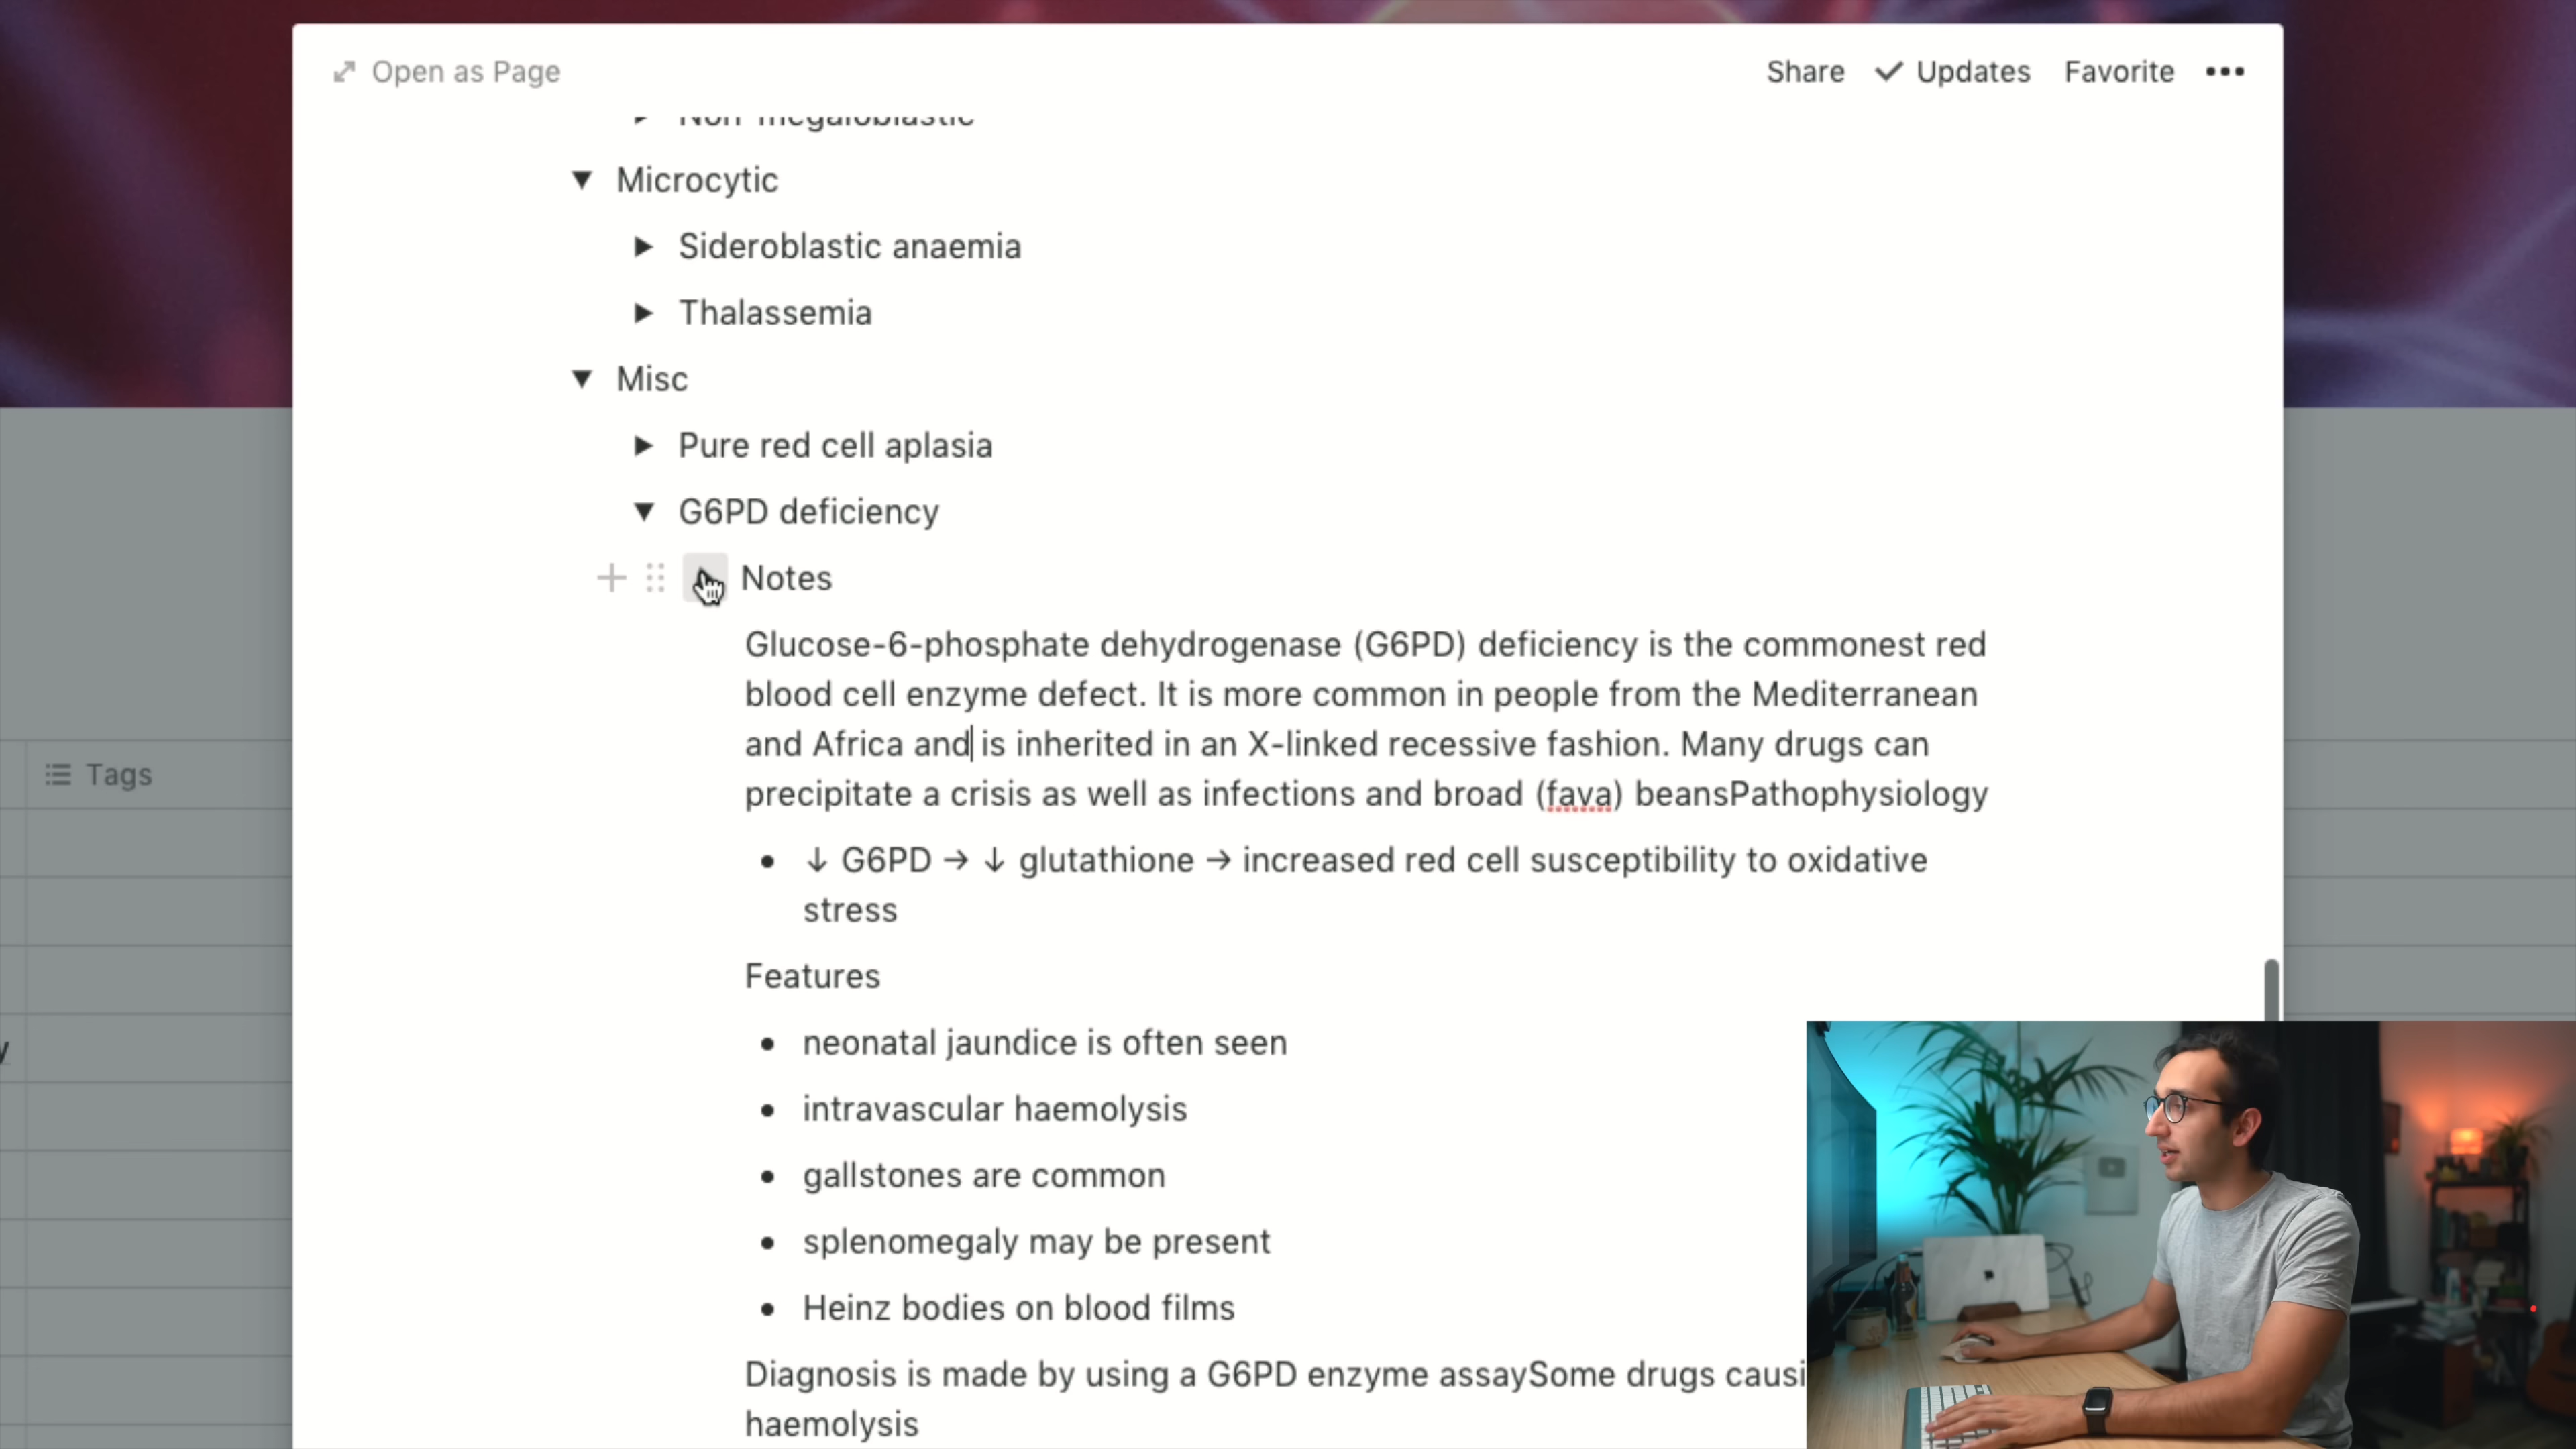 Open as Page
Share
Updates
Favorite
Non-megaloblastic
Microcytic
Sideroblastic anaemia
Thalassemia
Misc
Pure red cell aplasia
G6PD deficiency
Notes
Glucose-6-phosphate dehydrogenase (G6PD) deficiency is the commonest red
blood cell enzyme defect. It is more common in people from the Mediterranean
and Africa and is inherited in an X-linked recessive fashion. Many drugs can
precipitate a crisis as well as infections and broad (fava) beansPathophysiology
• ↓ G6PD → ↓ glutathione → increased red cell susceptibility to oxidative
stress
Features
• neonatal jaundice is often seen
• intravascular haemolysis
• gallstones are common
• splenomegaly may be present
• Heinz bodies on blood films
Diagnosis is made by using a G6PD enzyme assaySome drugs causi
haemolysis
Tags
y